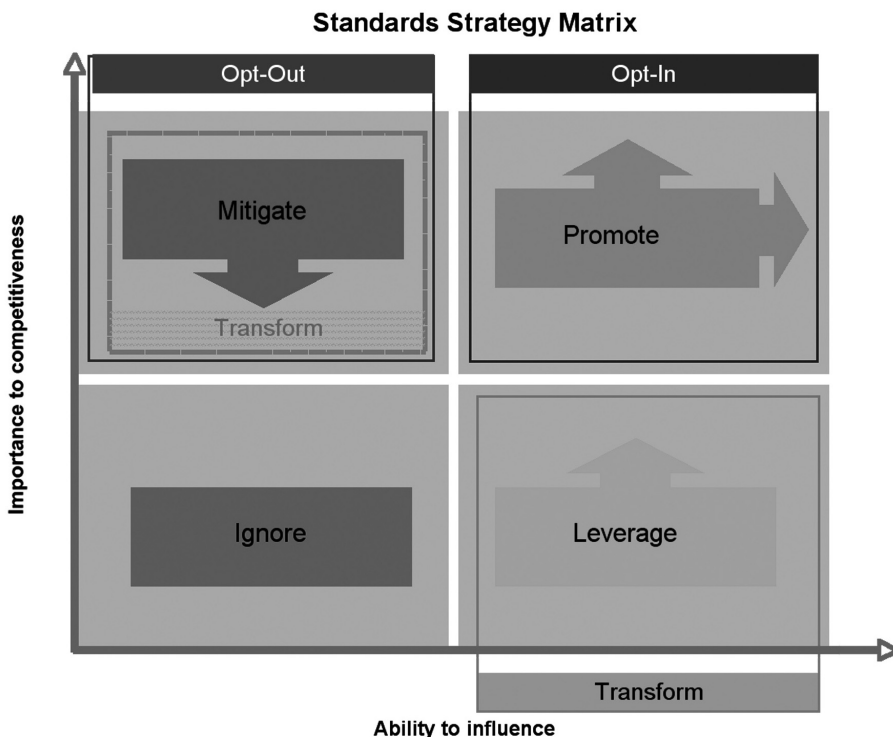 Standards Strategy Matrix
Opt-Out
Opt-In
Importance to competitiveness
Mitigate
Promote
Transform
Ignore
Leverage
Transform
Ability to influence